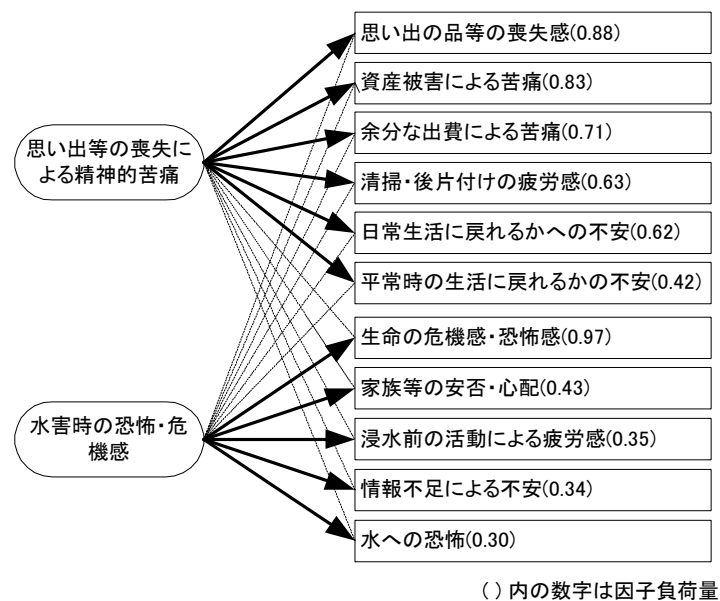 思い出等の喪失に
よる精神的苦痛
水害時の恐怖・危
機感
思い出の品等の喪失感(0.88)
資産被害による苦痛(0.83)
余分な出費による苦痛(0.71)
清掃・後片付けの疲労感(0.63)
日常生活に戻れるかへの不安(0.62)
平常時の生活に戻れるかの不安(0.42)
生命の危機感・恐怖感(0.97)
家族等の安否・心配(0.43)
浸水前の活動による疲労感(0.35)
情報不足による不安(0.34)
水への恐怖(0.30)
( ) 内の数字は因子負荷量